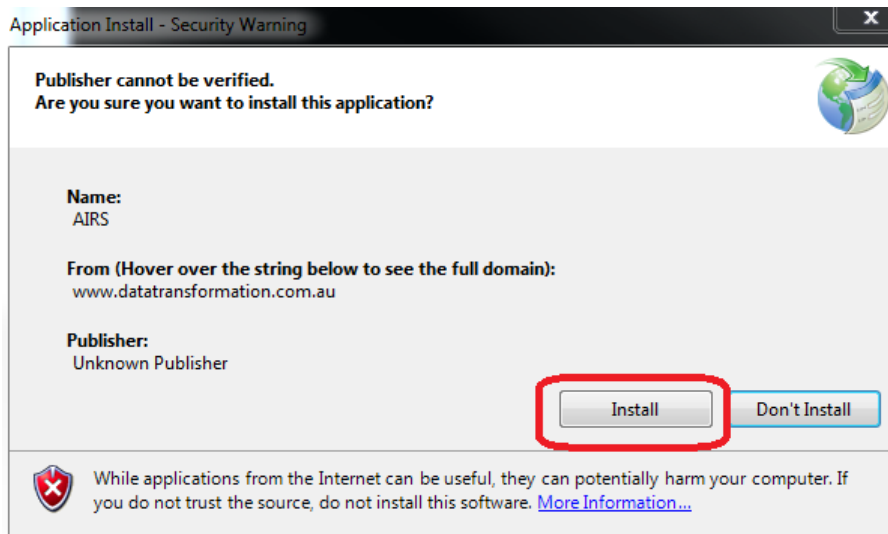 Application Install - Security Warning
x
Publisher cannot be verified.
Are you sure you want to install this application?
Name:
AIRS
From (Hover over the string below to see the full domain):
www.datatransformation.com.au
Publisher:
Unknown Publisher
Install
Don't Install
While applications from the Internet can be useful, they can potentially harm your computer. If
you do not trust the source, do not install this software. More Information...